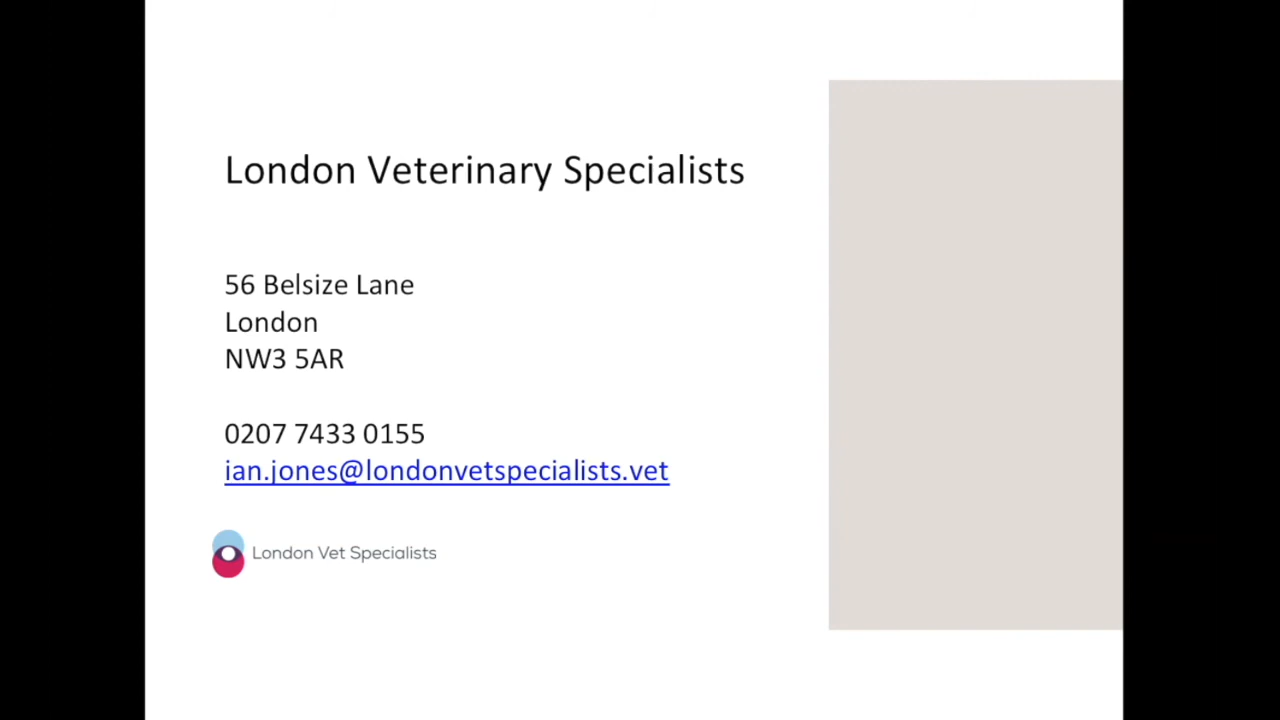 London Veterinary Specialists
56 Belsize Lane
London
NW3 5AR
0207 7433 0155
ian.jones@londonvetspecialists.vet
London Vet Specialists